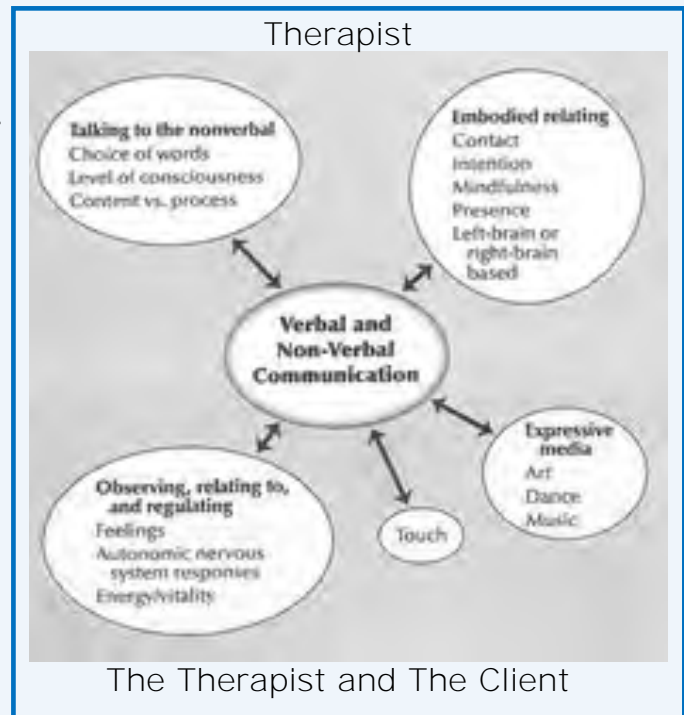 Therapist
Talking to the nonverbal
Choice of words
Level of consciousness
Content vs. process
Embodied relating
Contact
Intention
Mindfulness
Presence
Left-brain or
right-brain
based
Verbal and
Non-Verbal
Communication
Expressive
media
Art
Dance
Music
Touch
Observing, relating to,
and regulating
Feelings
Autonomic nervous
system responses
Energy/vitality
The Therapist and The Client